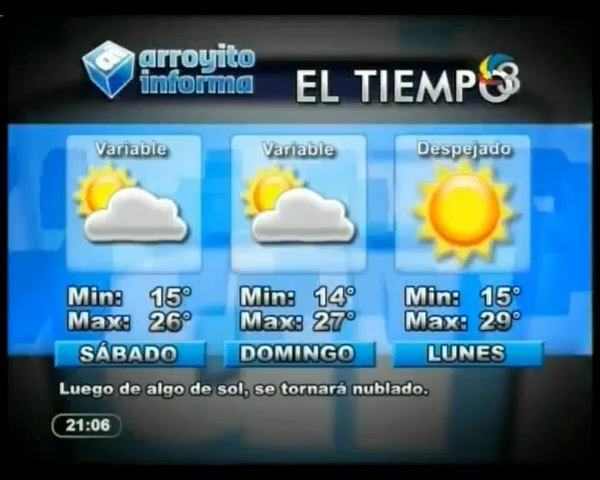 arroyito
informa
EL TIEMPO
8
Variable
Variable
Despejado
Min: 15°
Max: 26°
Min: 14°
Max: 27°
Min: 15°
Max: 29°
SÁBADO
DOMINGO
LUNES
Luego de algo de sol, se tornará nublado.
21:06